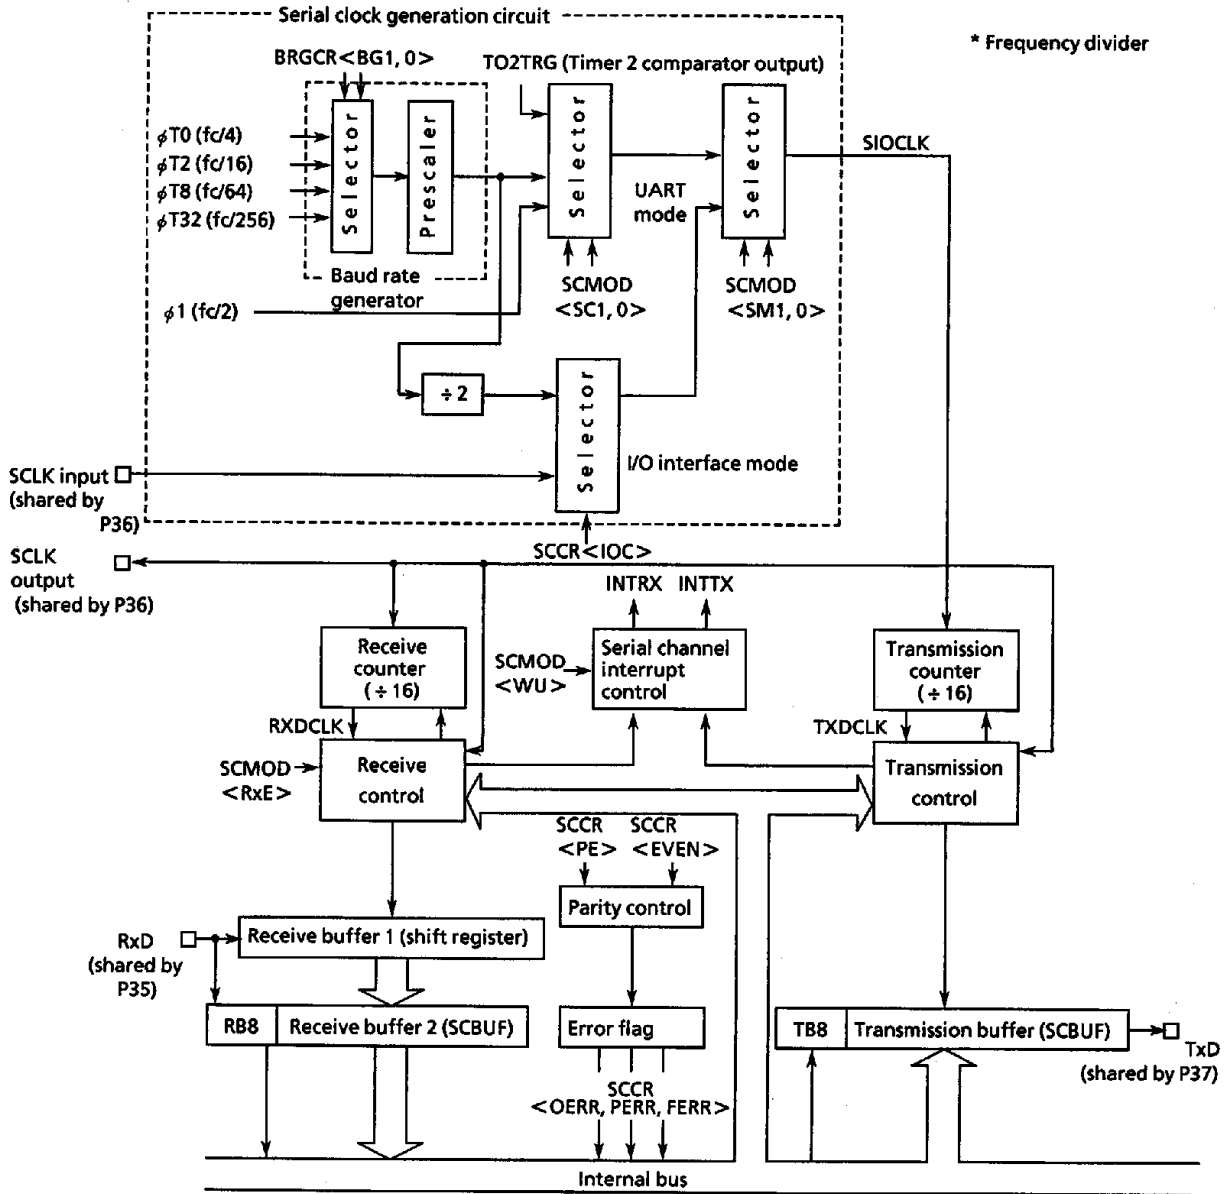 Serial clock generation circuit
* Frequency divider
BRGCR<BG1, 0>
TO2TRG (Timer 2 comparator output)
Selector
Prescaler
Selector
Selector
SIOCLK
φT0 (fc/4)
φT2 (fc/16)
φT8 (fc/64)
φT32 (fc/256)
UART
mode
Baud rate
generator
SCMOD
<SC1, 0>
SCMOD
<SM1, 0>
φ1 (fc/2)
÷2
Selector
I/O interface mode
SCLK input
(shared by
P36)
SCCR<IOC>
SCLK
output
(shared by P36)
INTRX INTTX
Receive
counter
(÷16)
SCMOD
<WU>
Serial channel
interrupt
control
Transmission
counter
(÷16)
RXDCLK
TXDCLK
SCMOD
<RxE>
Receive
control
Transmission
control
SCCR
<PE>
SCCR
<EVEN>
Parity control
RxD
(shared by
P35)
Receive buffer 1 (shift register)
RB8
Receive buffer 2 (SCBUF)
Error flag
TB8
Transmission buffer (SCBUF)
TxD
(shared by P37)
SCCR
<OERR, PERR, FERR>
Internal bus